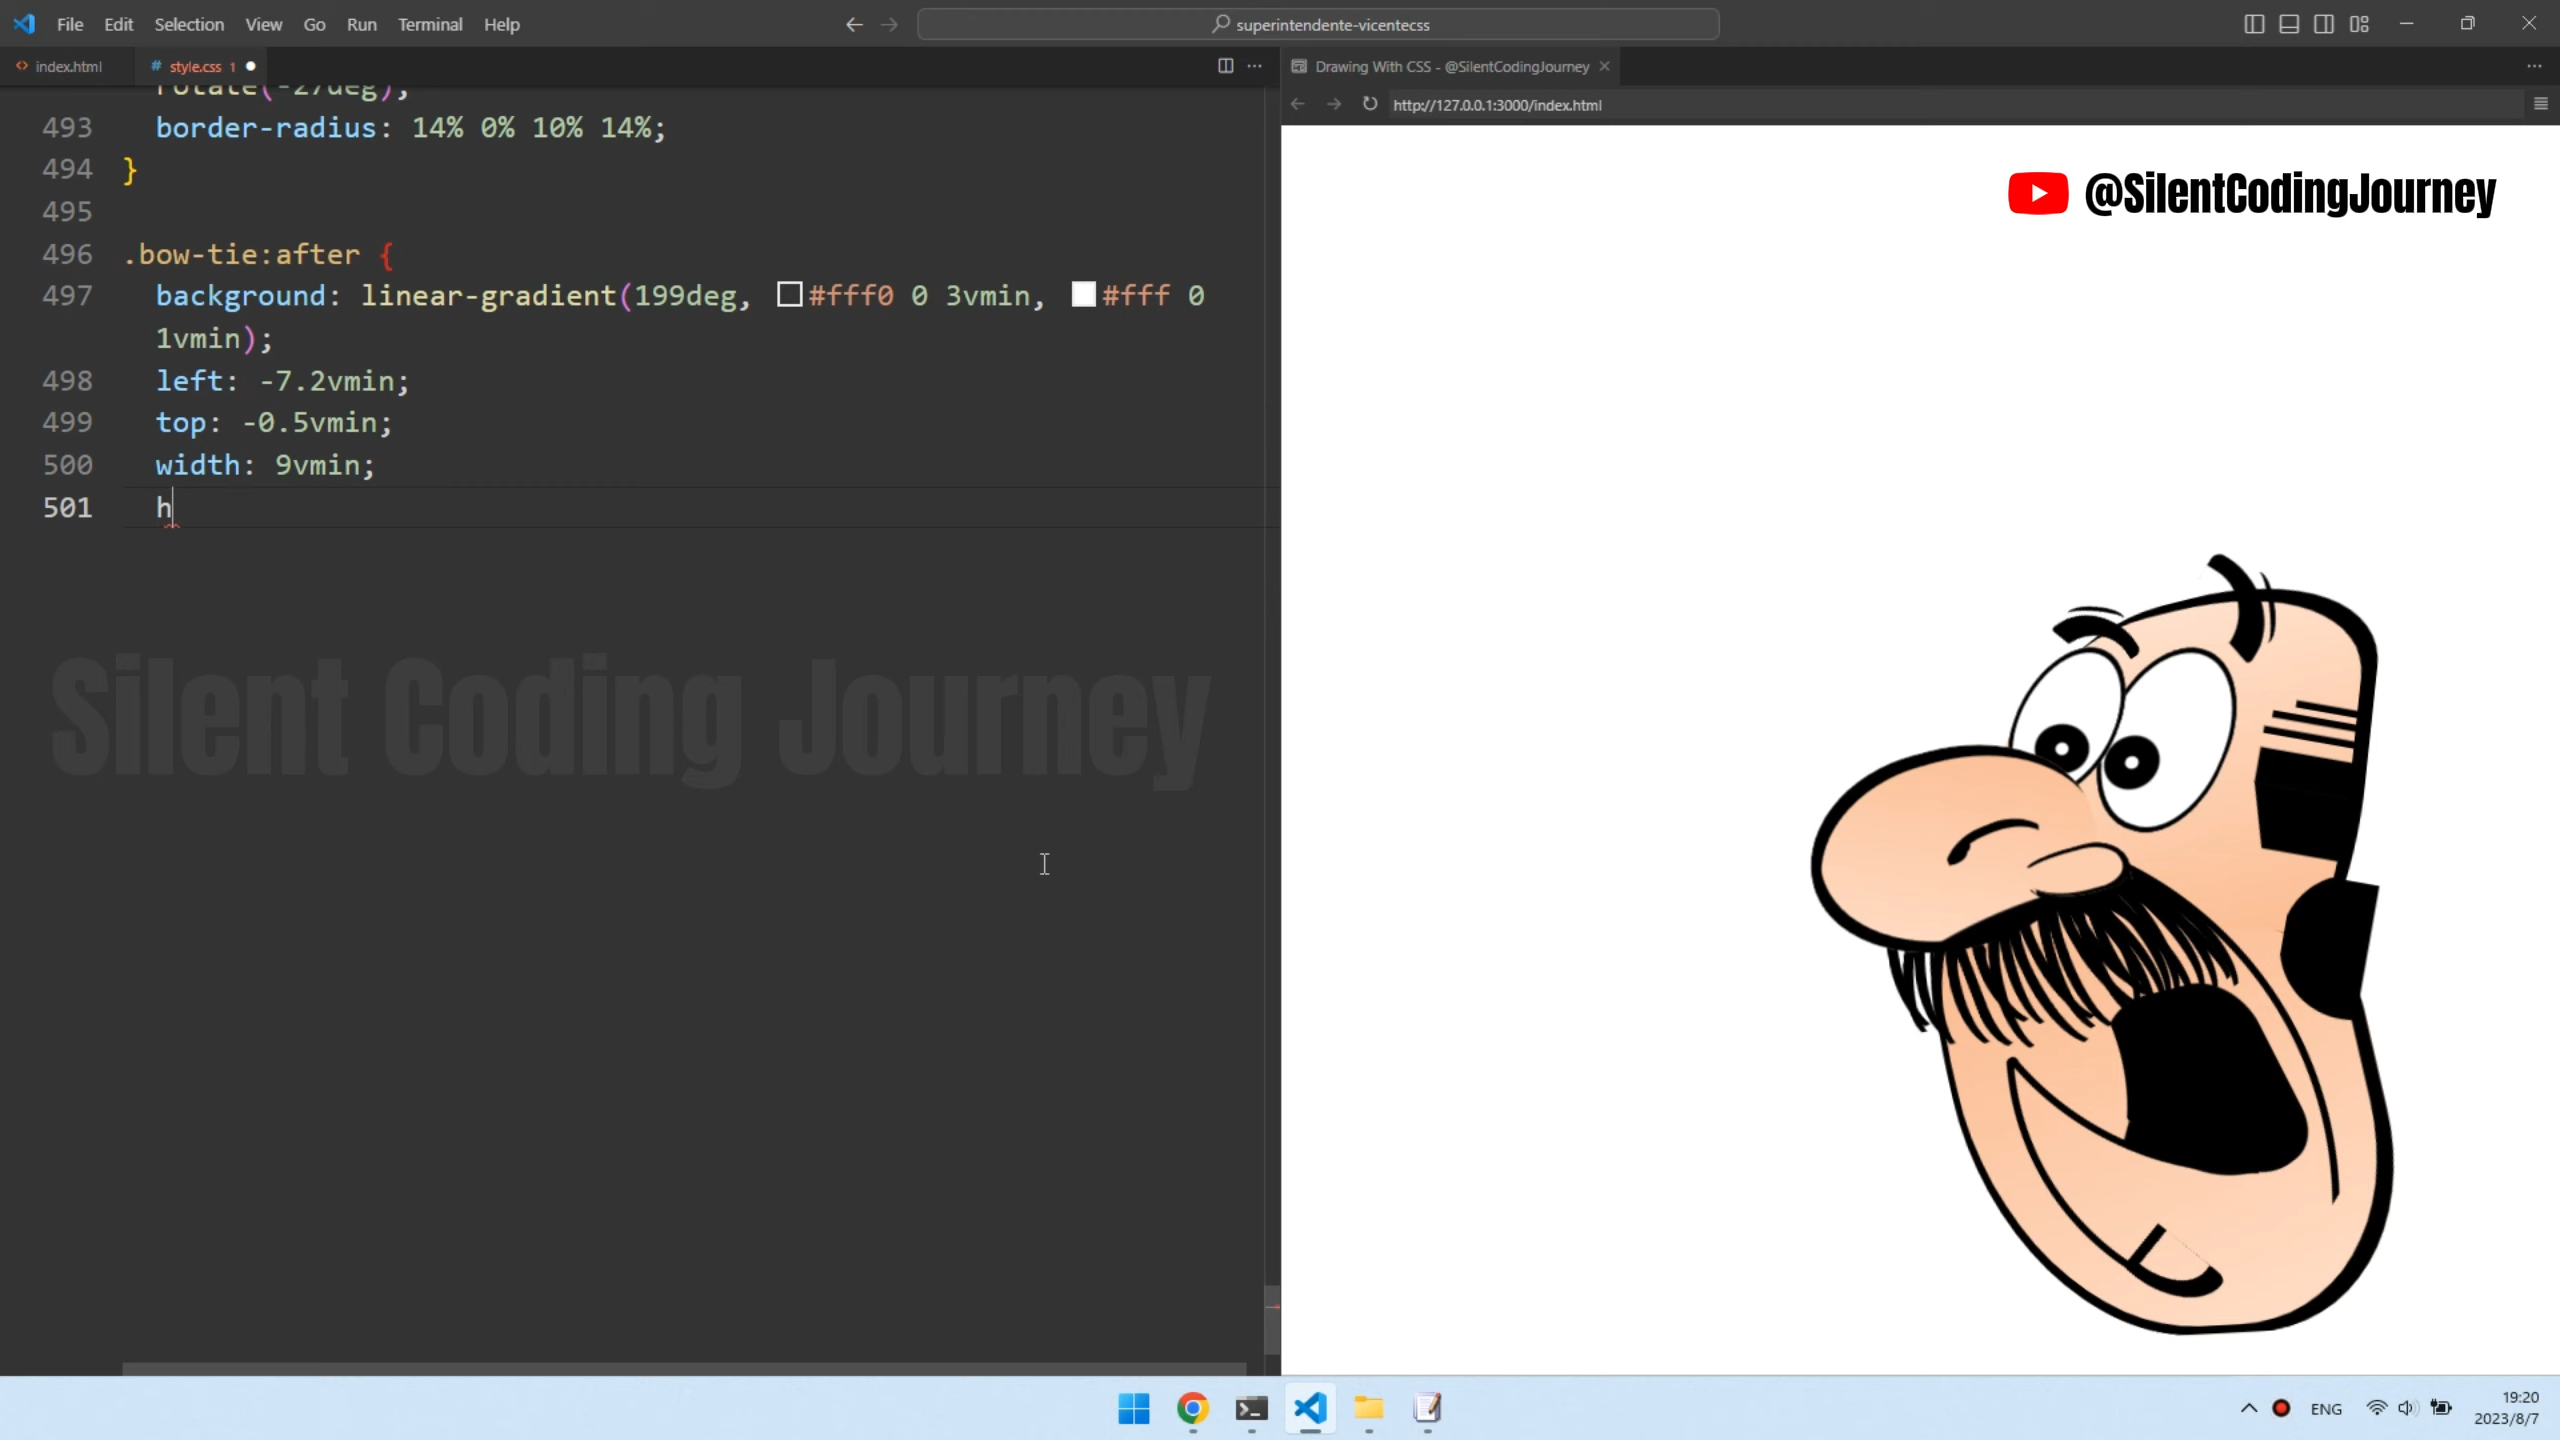 File Edit Selection View Go Run Terminal Help
superintendente-vicentecss
index.html
style.css 1
Drawing With CSS - @SilentCodingJourney
http://127.0.0.1:3000/index.html
rotate(-27deg);
493 border-radius: 14% 0% 10% 14%;
494 }
495
496 .bow-tie:after {
497 background: linear-gradient(199deg, #fff0 0 3vmin, #fff 0
1vmin);
498 left: -7.2vmin;
499 top: -0.5vmin;
500 width: 9vmin;
501 h
Silent Coding Journey
@SilentCodingJourney
ENG
19:20
2023/8/7